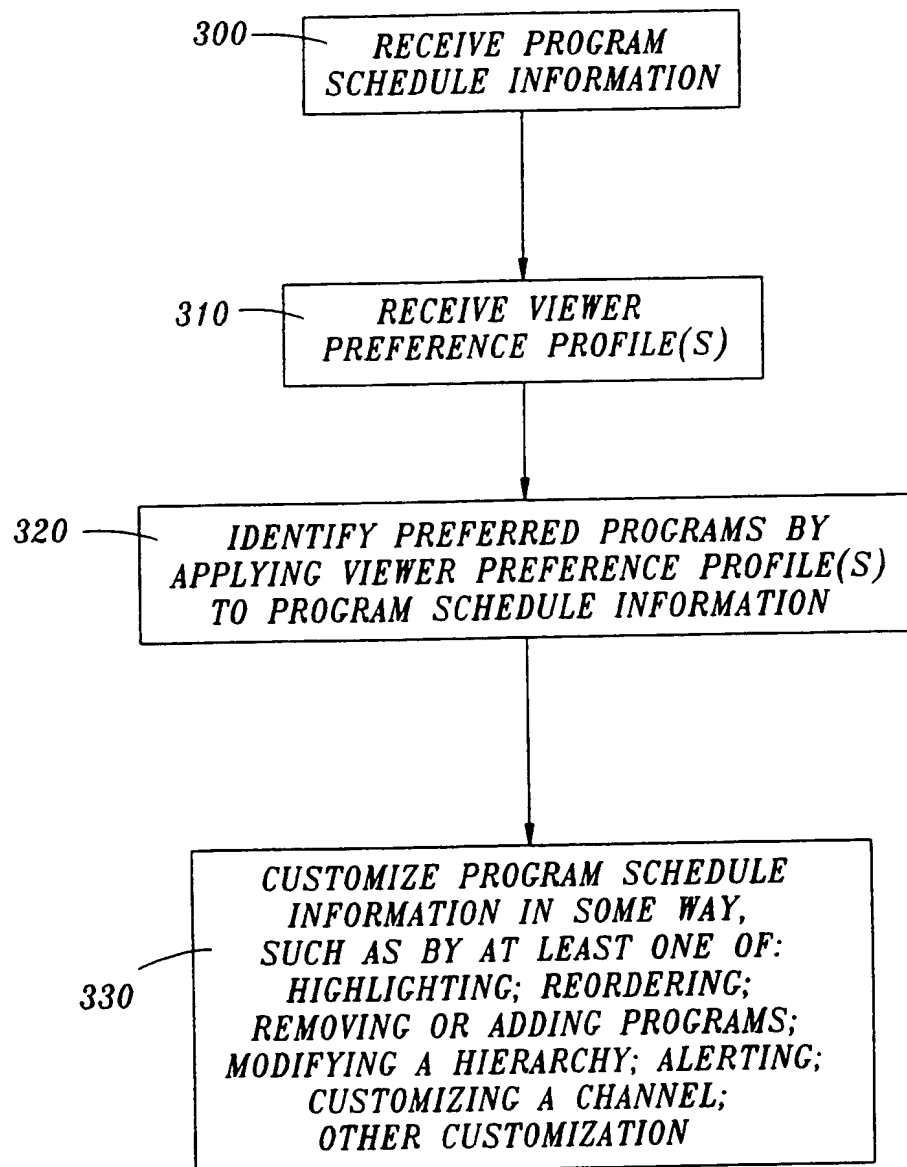 300
RECEIVE PROGRAM
SCHEDULE INFORMATION
310
RECEIVE VIEWER
PREFERENCE PROFILE(S)
320
IDENTIFY PREFERRED PROGRAMS BY
APPLYING VIEWER PREFERENCE PROFILE(S)
TO PROGRAM SCHEDULE INFORMATION
330
CUSTOMIZE PROGRAM SCHEDULE
INFORMATION IN SOME WAY,
SUCH AS BY AT LEAST ONE OF:
HIGHLIGHTING; REORDERING;
REMOVING OR ADDING PROGRAMS;
MODIFYING A HIERARCHY; ALERTING;
CUSTOMIZING A CHANNEL;
OTHER CUSTOMIZATION